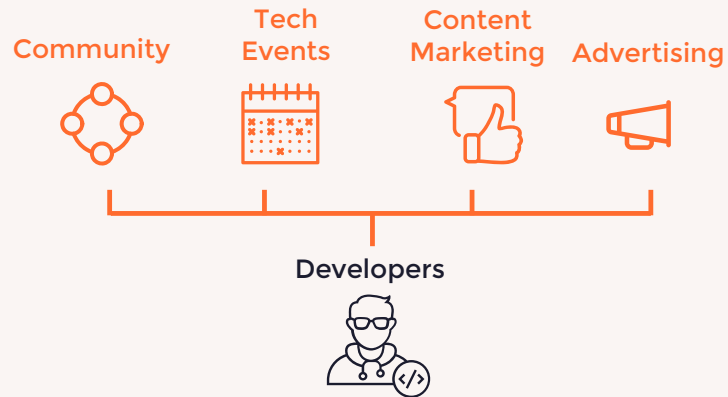 Community
Tech
Events
Content
Marketing
Advertising
Developers
</>